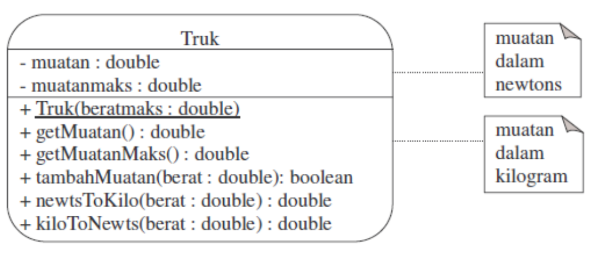 Truk
- muatan : double
- muatanmaks : double
+ Truk(beratmaks : double)
+ getMuatan() : double
+ getMuatanMaks() : double
+ tambahMuatan(berat : double): boolean
+ newtsToKilo(berat : double) : double
+ kiloToNewts(berat : double) : double
muatan
dalam
newtons
muatan
dalam
kilogram